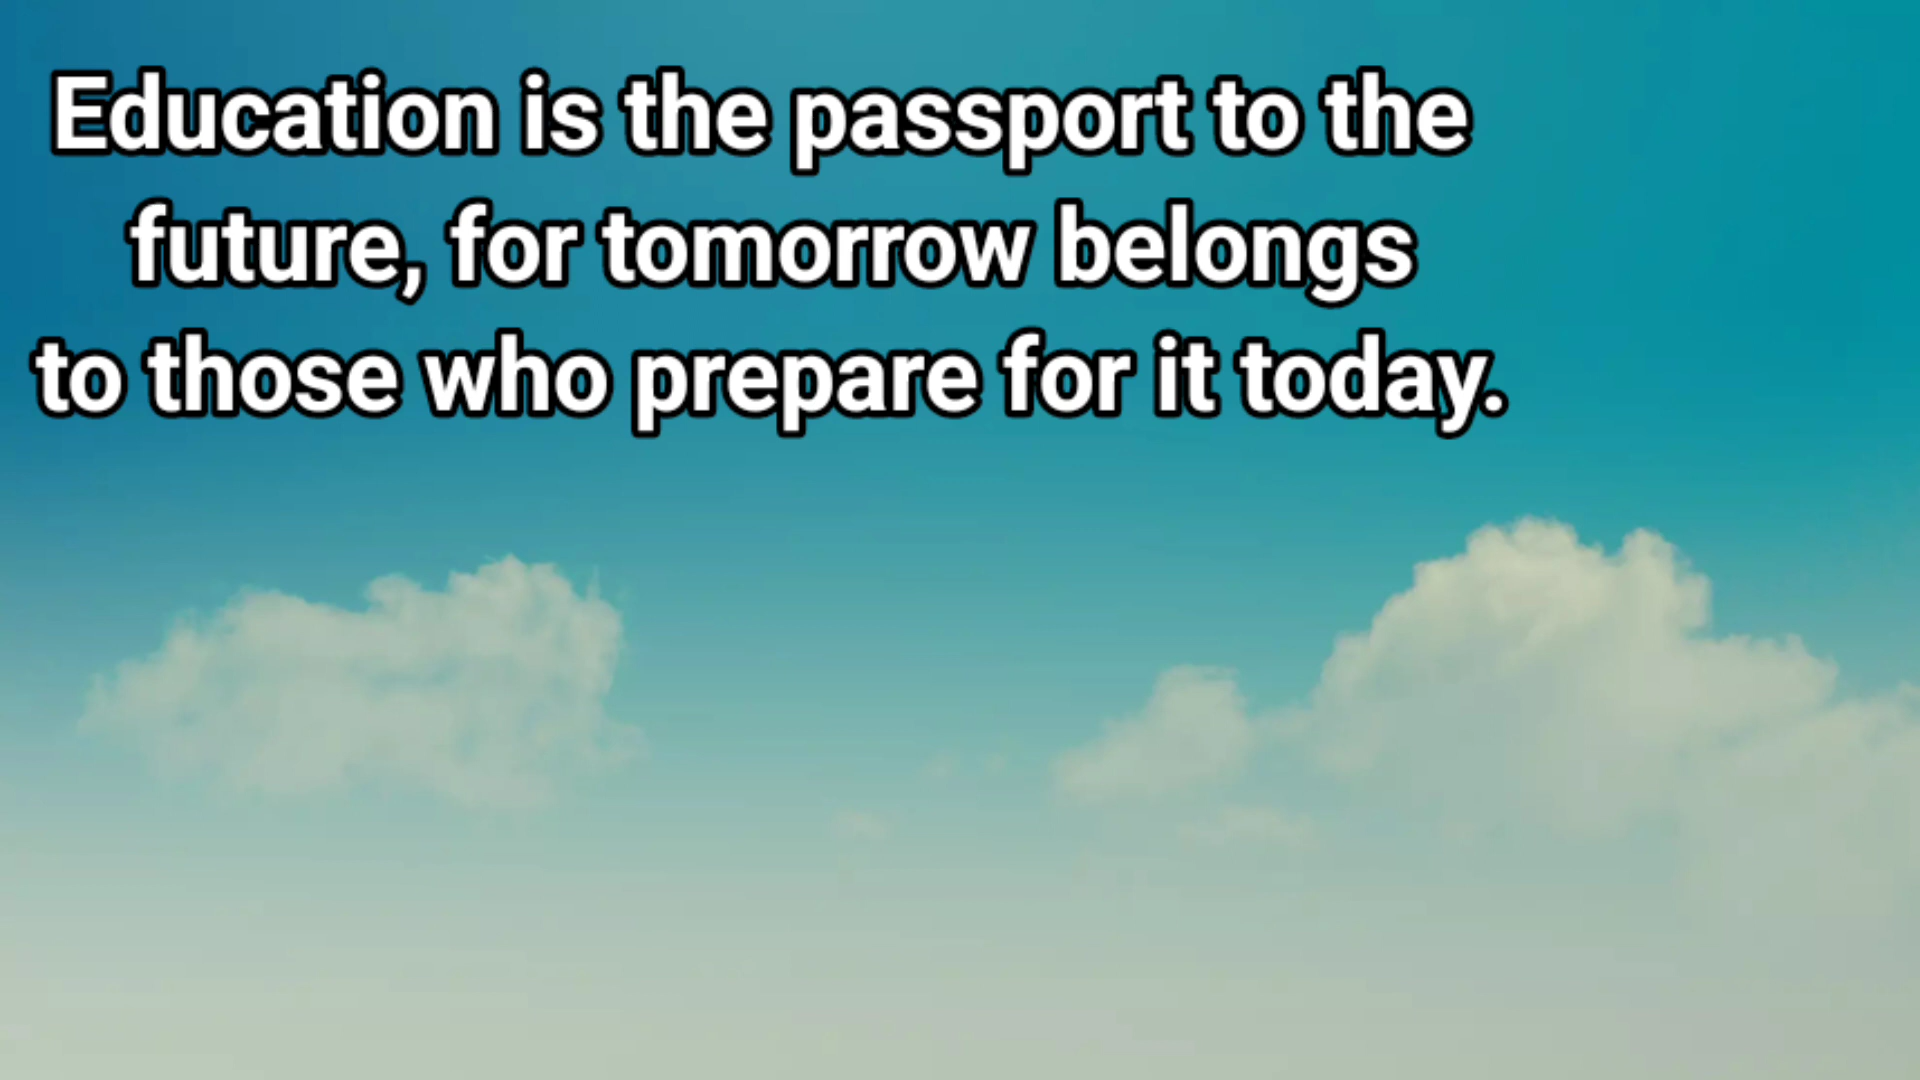 Education is the passport to the
future, for tomorrow belongs
to those who prepare for it today.